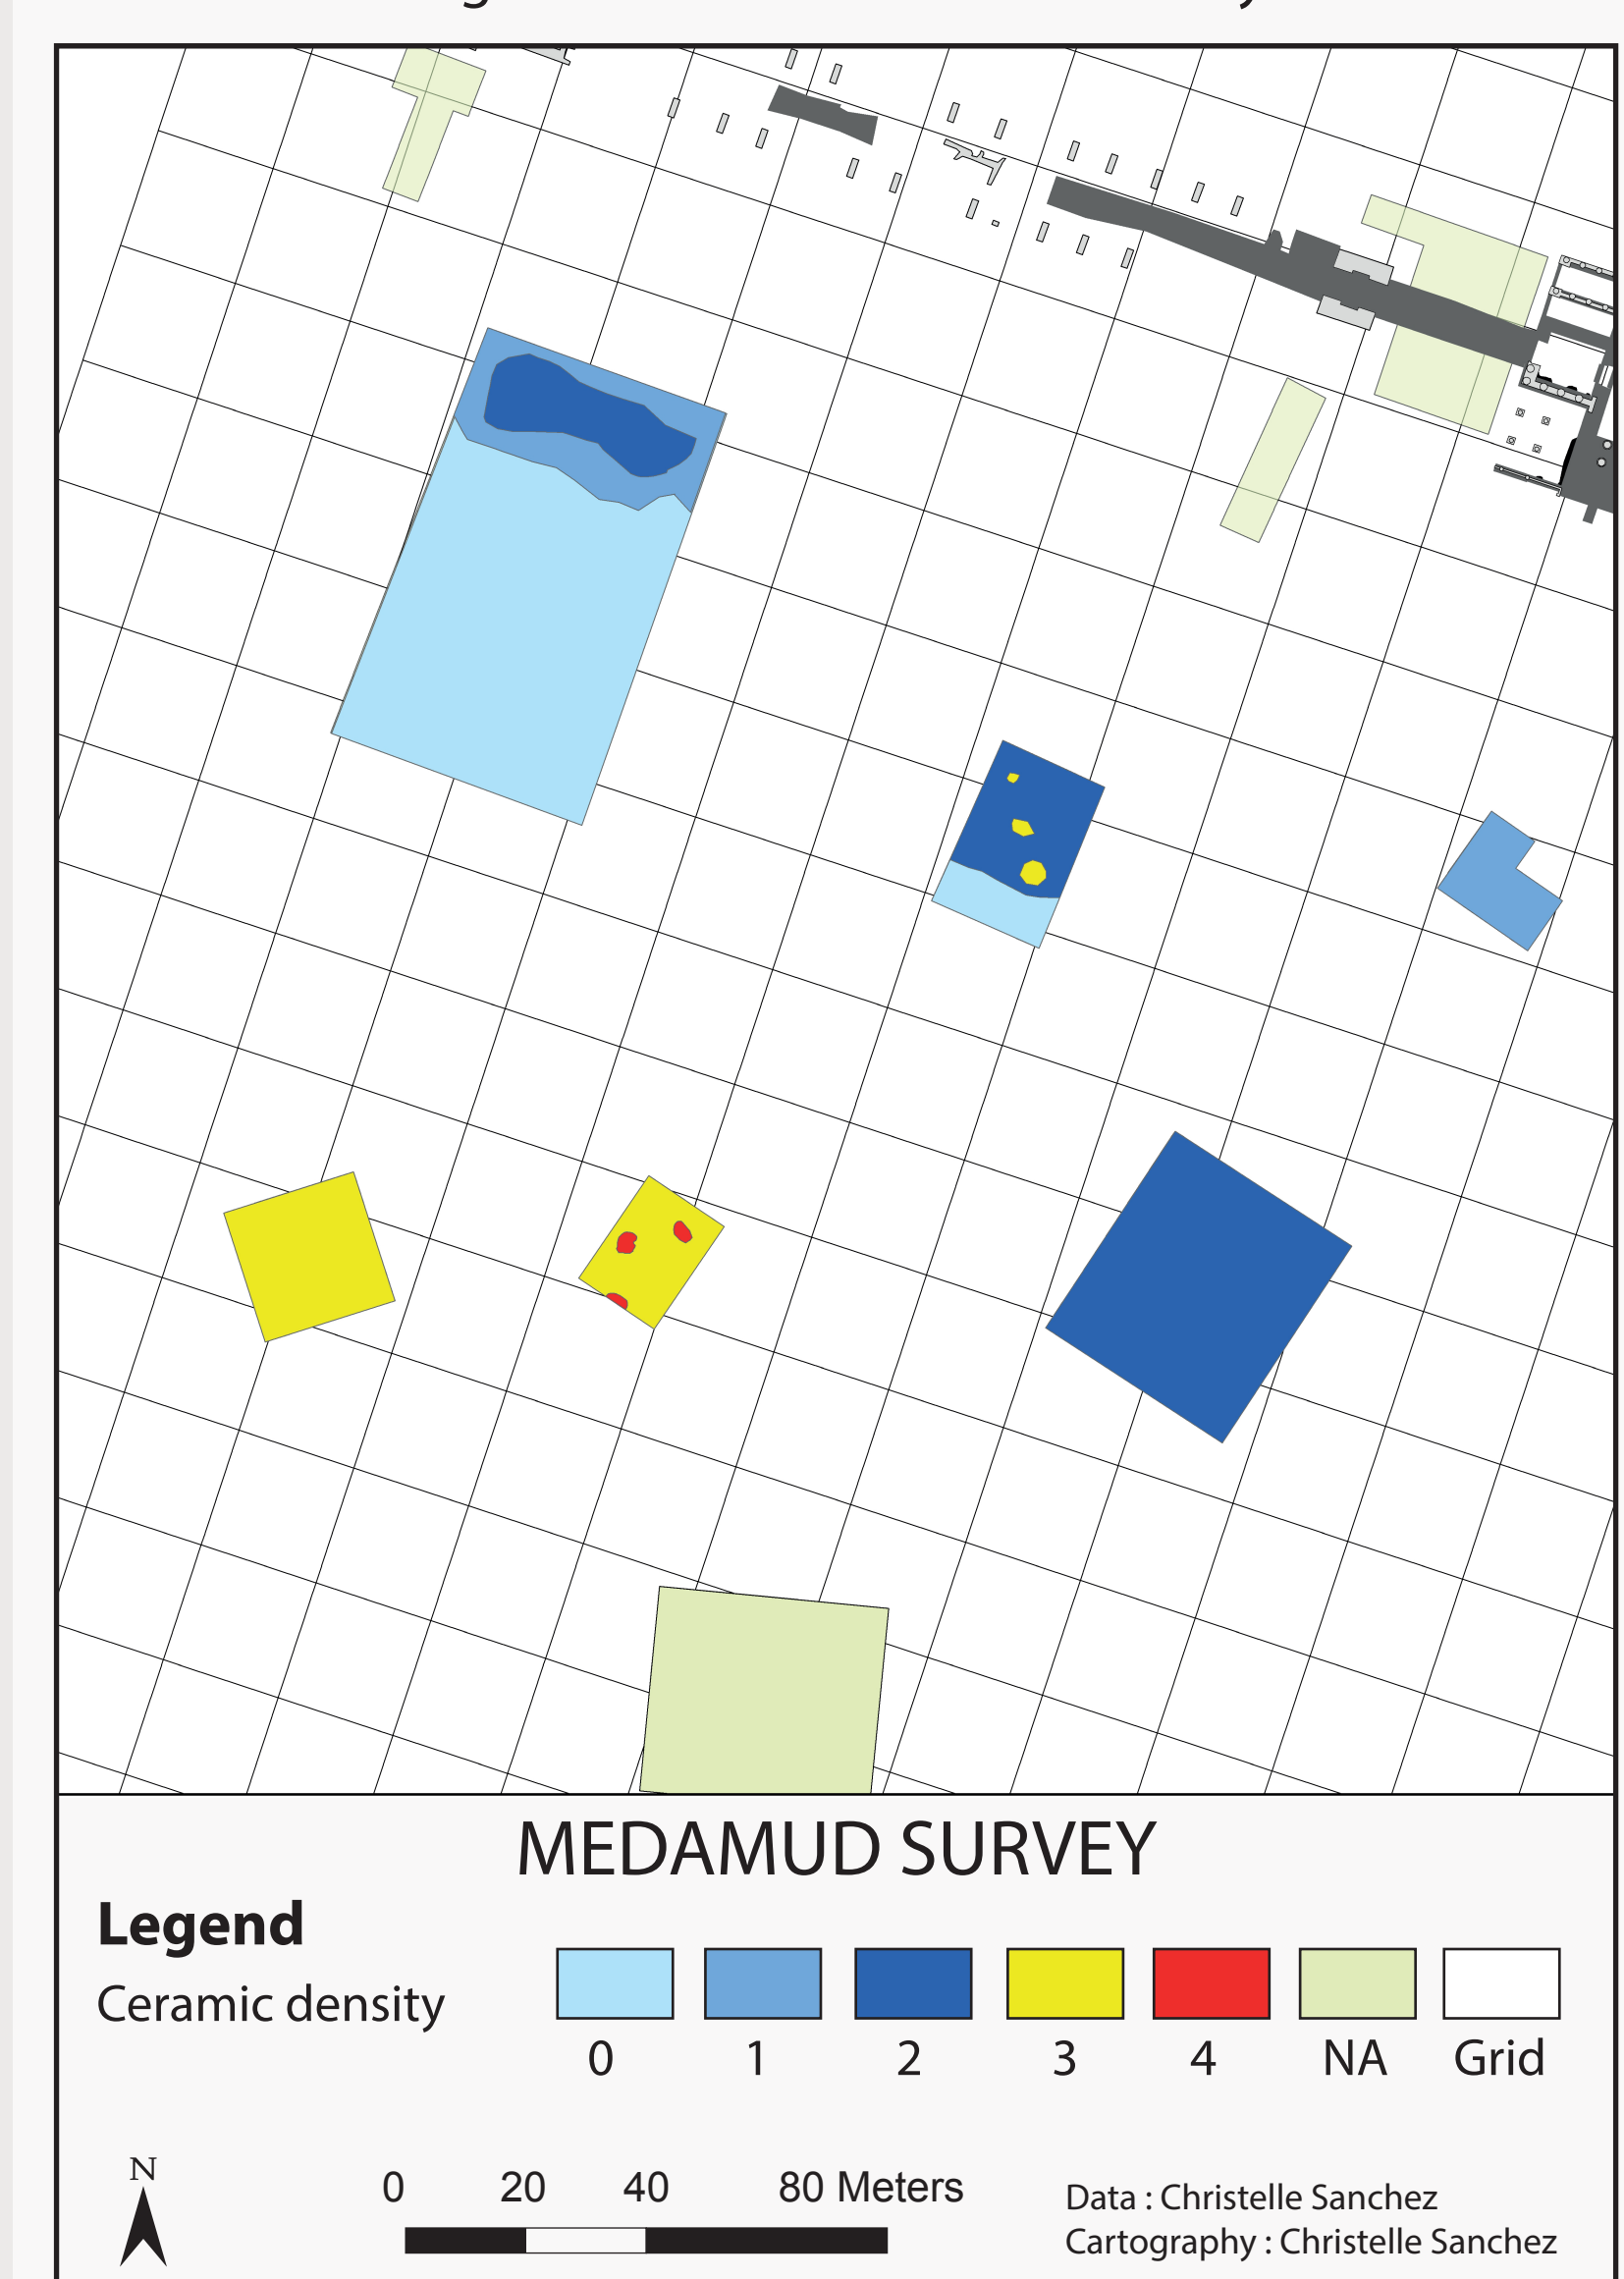 MEDAMUD SURVEY
Legend
Ceramic density
0 1 2 3 4 NA Grid
N
0 20 40 80 Meters
Data : Christelle Sanchez
Cartography : Christelle Sanchez